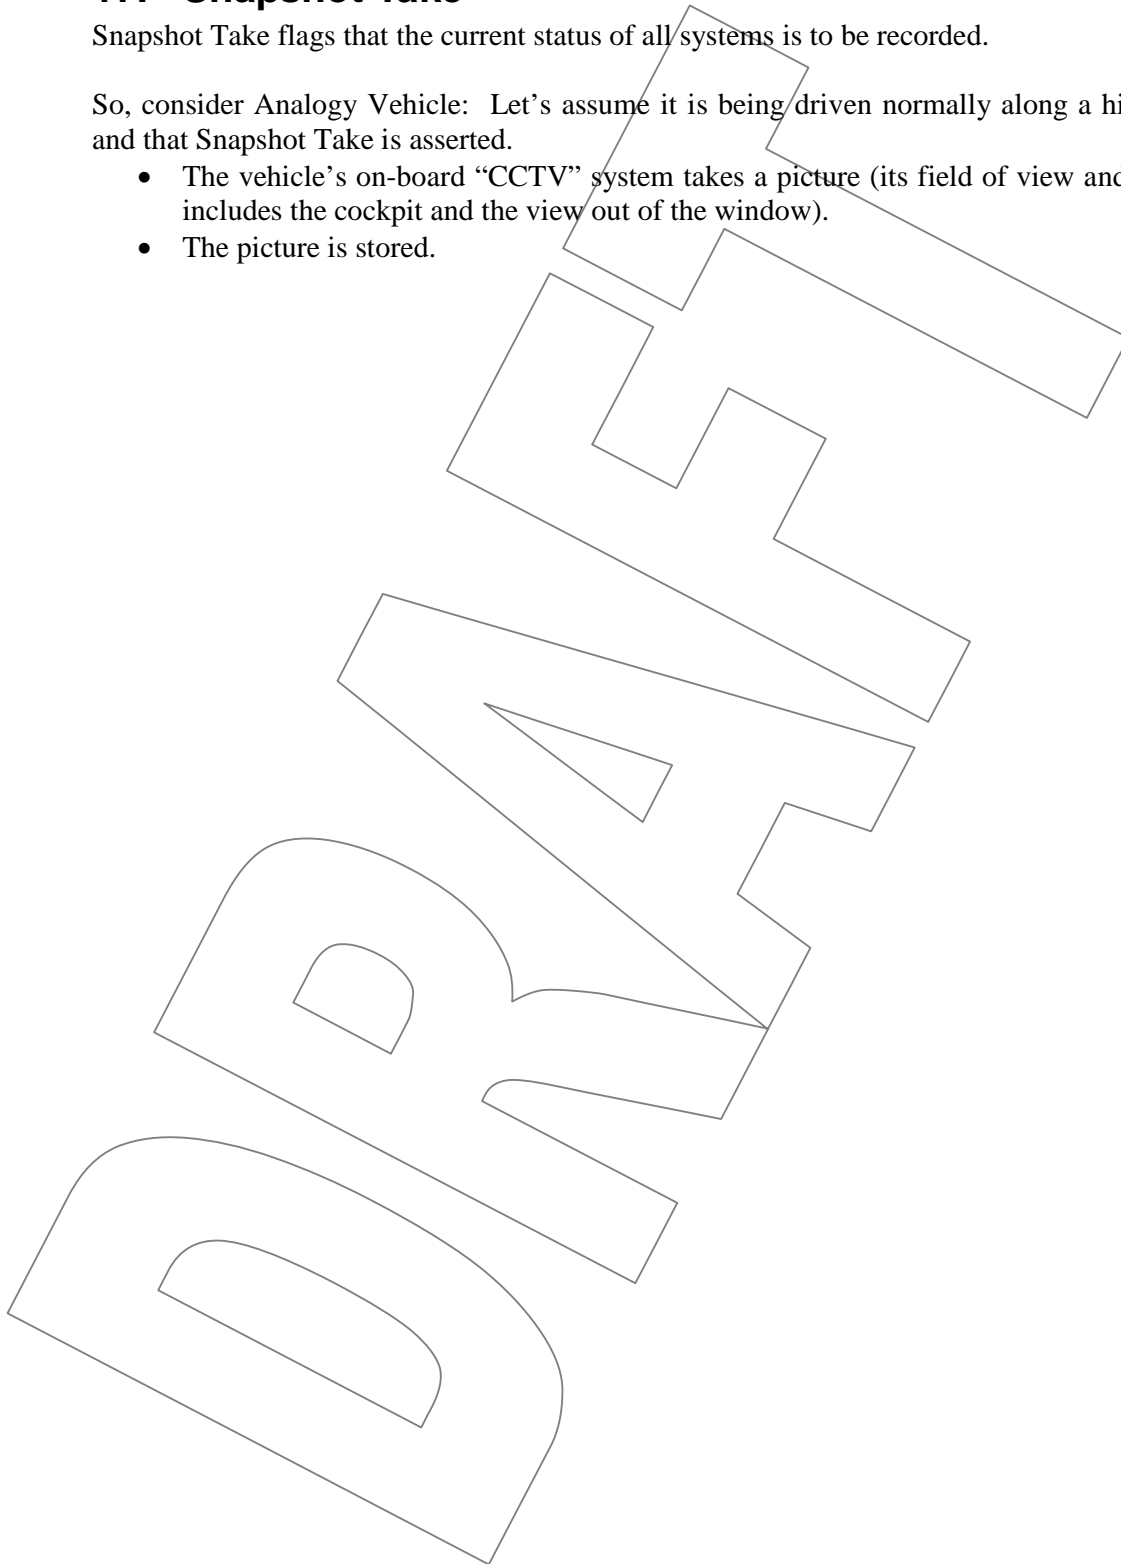 Snapshot Take
Snapshot Take flags that the current status of all systems is to be recorded.
So, consider Analogy Vehicle: Let's assume it is being driven normally along a
and that Snapshot Take is asserted.
• The vehicle's on-board “CCTV” system takes a picture (its field of view and
includes the cockpit and the view out of the window).
• The picture is stored.
DRAFT